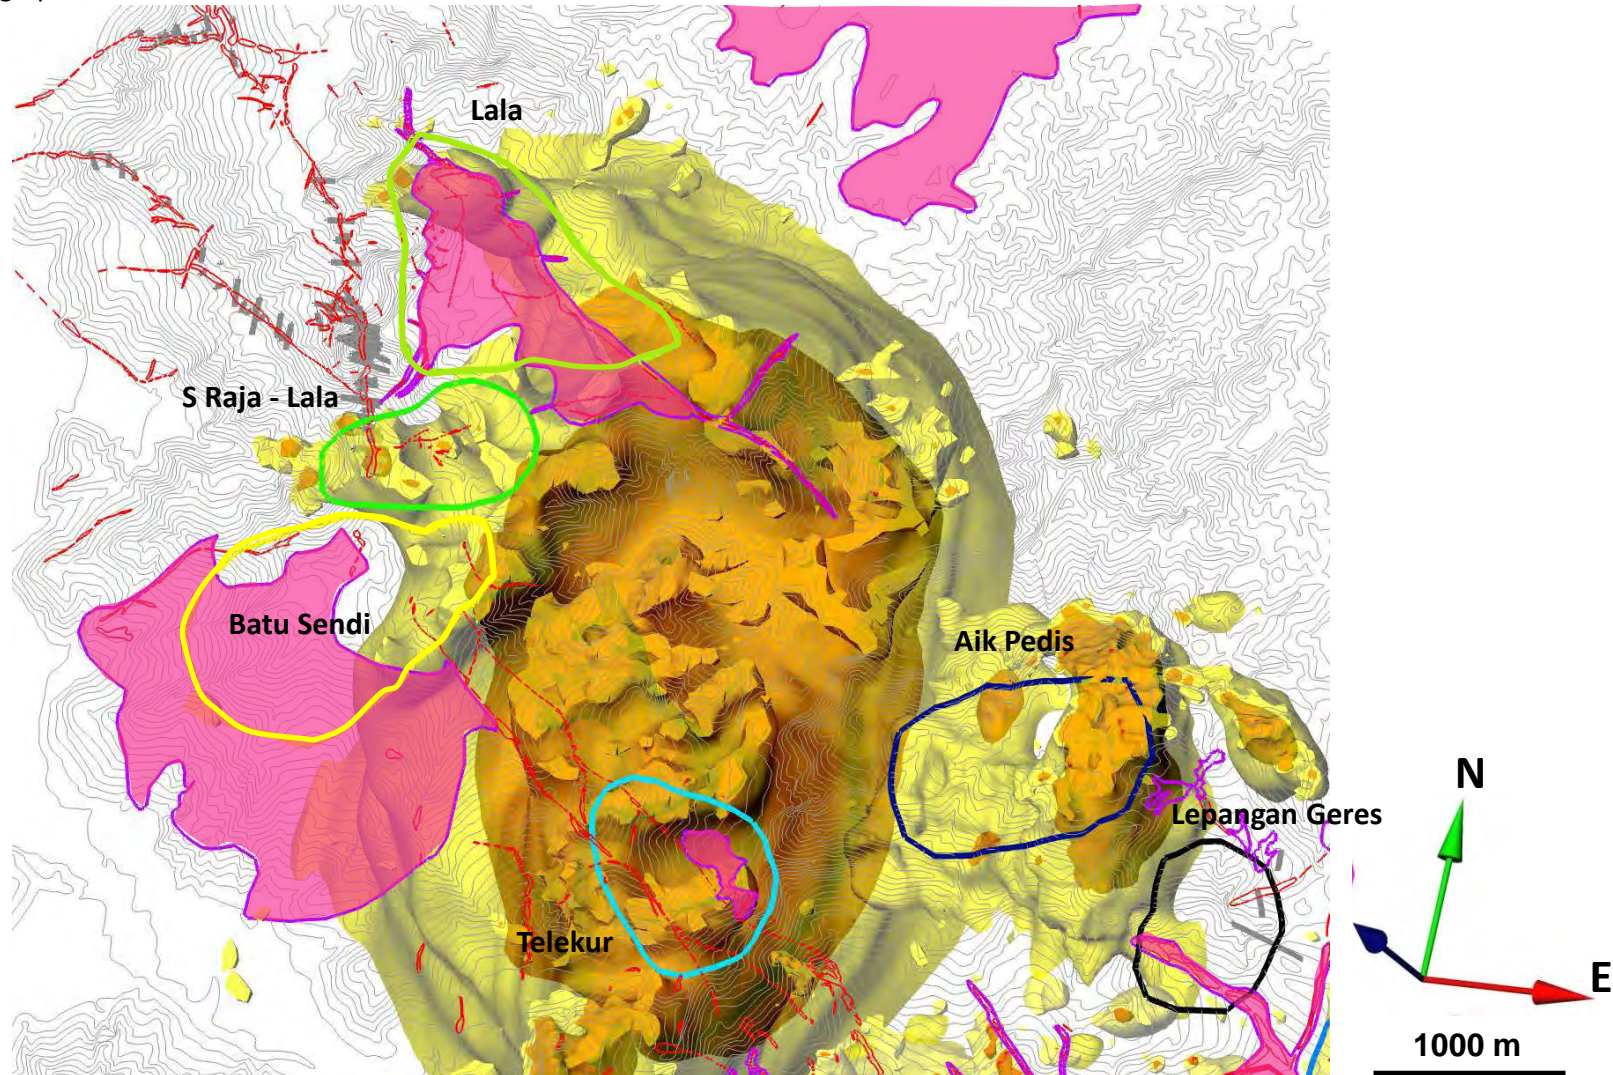 Lala
S Raja - Lala
Batu Sendi
Aik Pedis
Lepangan Geres
Telekur
N
E
1000 m